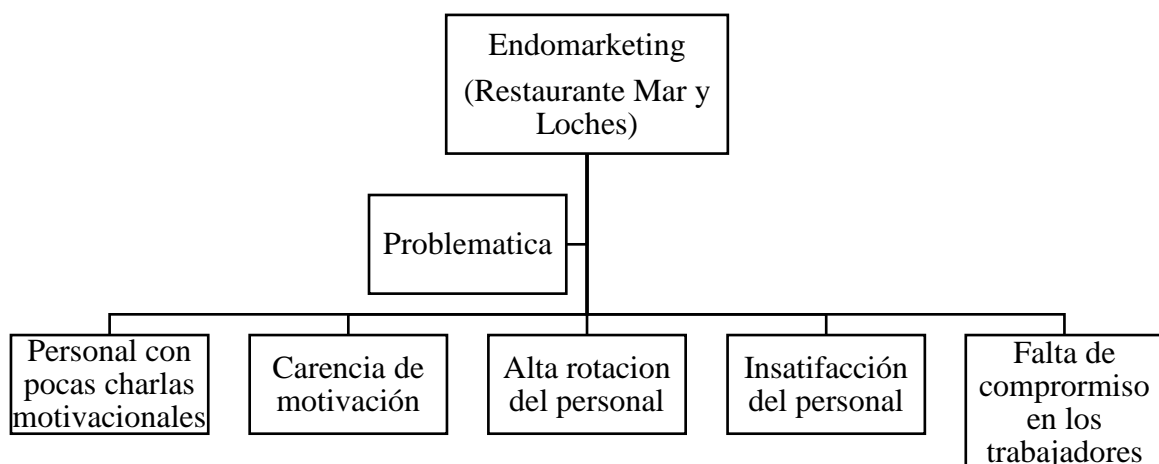 Endomarketing
(Restaurante Mar y
Loches)
Problematica
Personal con
pocas charlas
motivacionales
Carencia de
motivación
Alta rotacion
del personal
Insatifacción
del personal
Falta de
comprormiso
en los
trabajadores